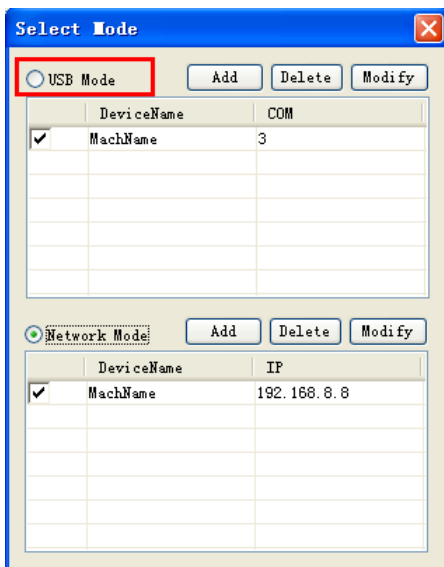 Select Mode
USB Mode Add Delete Modify
DeviceName COM
MachName 3
Network Mode Add Delete Modify
DeviceName IP
MachName 192.168.8.8